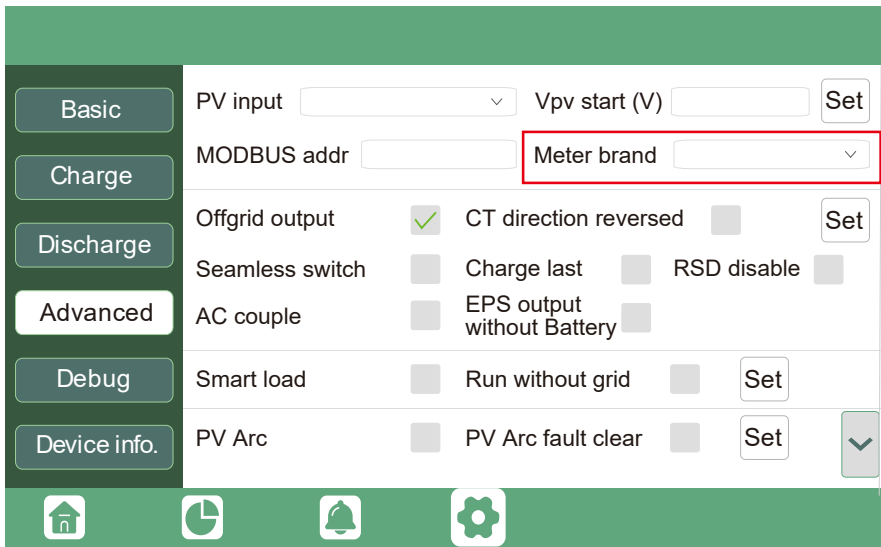 Basic
Charge
Discharge
Advanced
Debug
Device info.
PV input Vpv start (V) Set
MODBUS addr Meter brand
Offgrid output CT direction reversed Set
Seamless switch Charge last RSD disable
AC couple EPS output
without Battery
Smart load Run without grid Set
PV Arc PV Arc fault clear Set